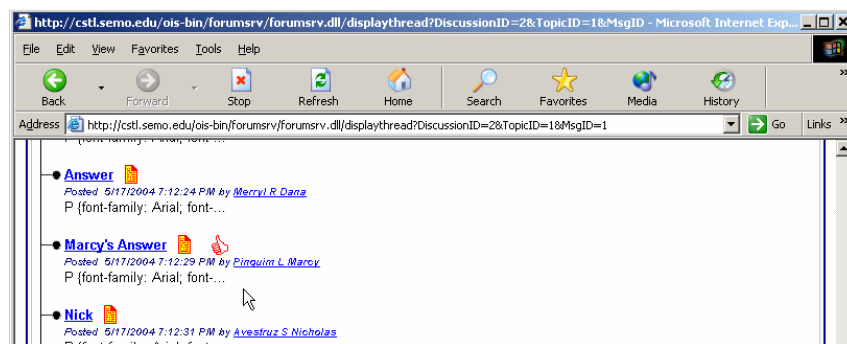 http://cstl.semo.edu/ois-bin/forumsrv/forumsrv.dll/displaythread?DiscussionID=2&TopicID=1&MsgID - Microsoft Internet Exp...
File Edit View Favorites Tools Help
Back Forward Stop Refresh Home Search Favorites Media History
Address http://cstl.semo.edu/ois-bin/forumsrv/forumsrv.dll/displaythread?DiscussionID=2&TopicID=1&MsgID=1 Go Links
Answer
Posted 5/17/2004 7:12:24 PM by Merryl R Dana
P {font-family: Arial; font-...
Marcy's Answer
Posted 5/17/2004 7:12:29 PM by Pinquim L Marcy
P {font-family: Arial; font-...
Nick
Posted 5/17/2004 7:12:31 PM by Avestruz S Nicholas